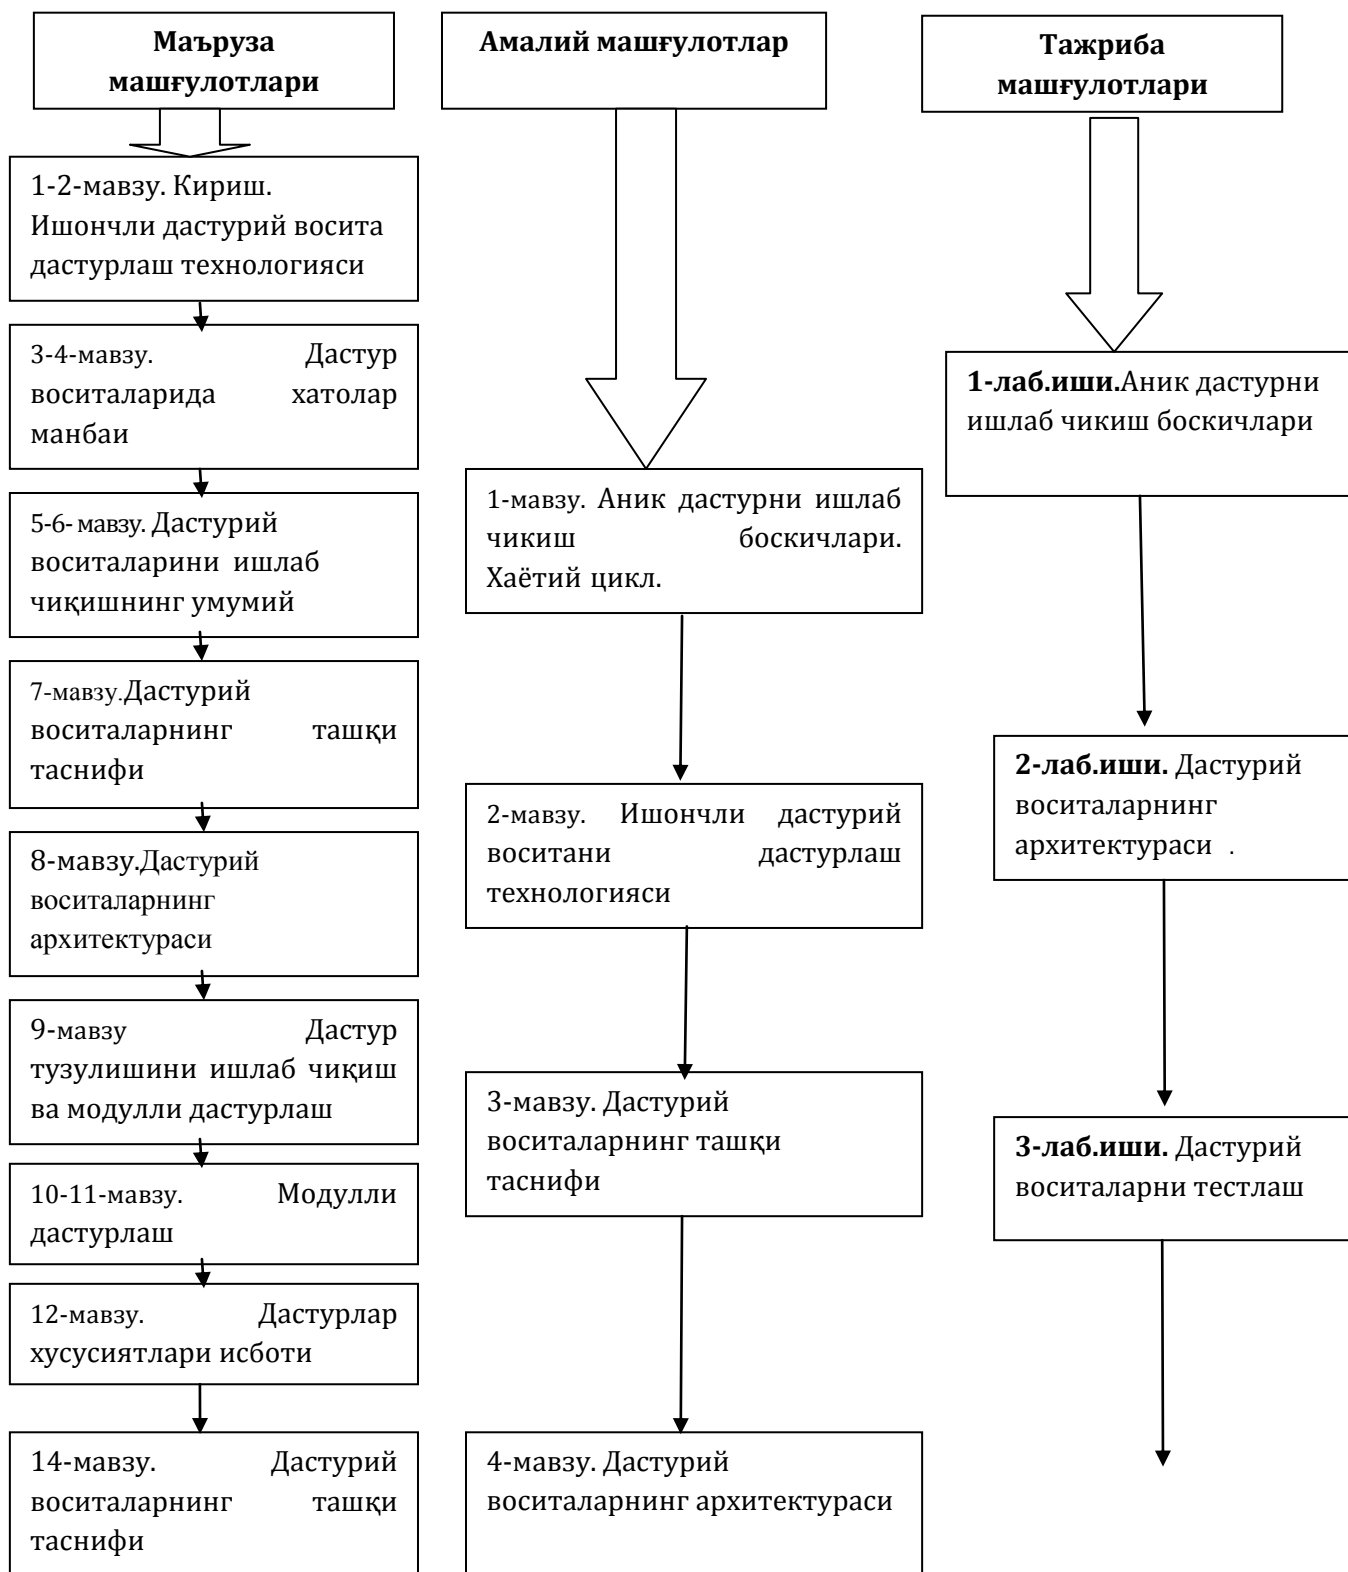 Маъруза
машғулотлари
1-2-мавзу. Кириш.
Ишончли дастурий восита
дастурлаш технологияси
3-4-мавзу. Дастур
воситаларида хатолар
манбаи
5-6- мавзу. Дастурий
воситаларини ишлаб
чиқишнинг умумий
7-мавзу.Дастурий
воситаларнинг ташқи
таснифи
8-мавзу.Дастурий
воситаларнинг
архитектураси
9-мавзу Дастур
тузулишини ишлаб чиқиш
ва модулли дастурлаш
10-11-мавзу. Модулли
дастурлаш
12-мавзу. Дастурлар
хусусиятлари исботи
14-мавзу. Дастурий
воситаларнинг ташқи
таснифи
Амалий машғулотлар
1-мавзу. Аник дастурни ишлаб
чикиш боскичлари.
Хаётий цикл.
2-мавзу. Ишончли дастурий
воситани дастурлаш
технологияси
3-мавзу. Дастурий
воситаларнинг ташқи
таснифи
4-мавзу. Дастурий
воситаларнинг архитектураси
Тажриба
машғулотлари
1-лаб.иши.Аник дастурни
ишлаб чикиш боскичлари
2-лаб.иши. Дастурий
воситаларнинг
архитектураси .
3-лаб.иши. Дастурий
воситаларни тестлаш